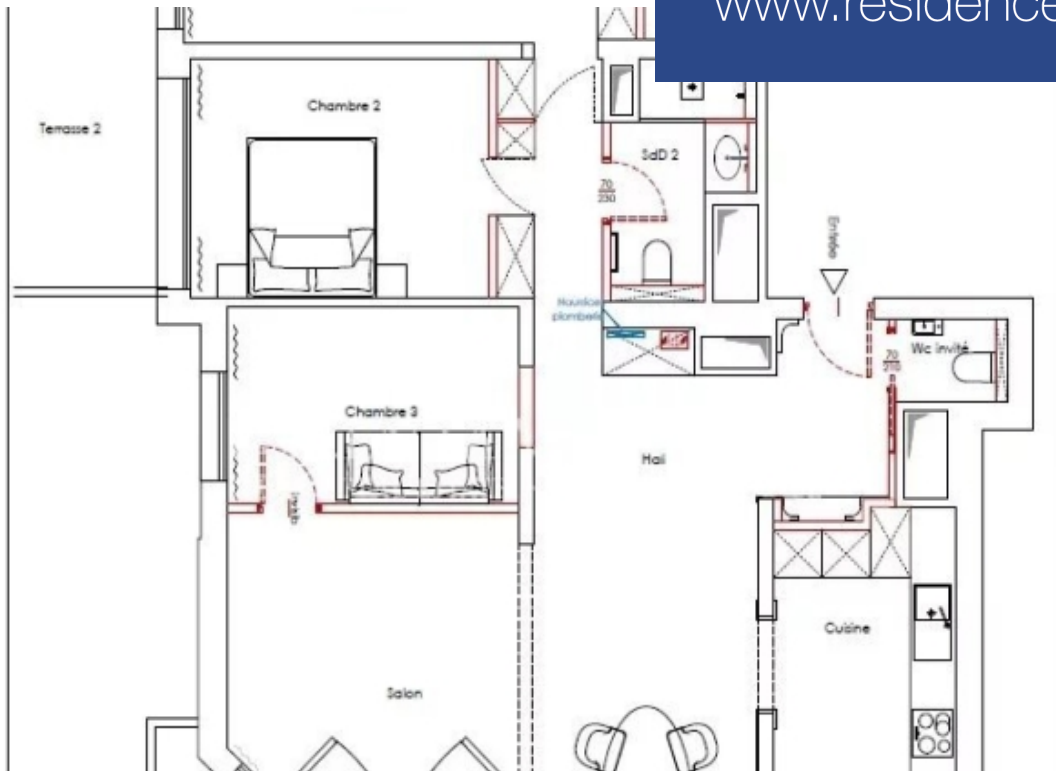 www.residence
Chambre 2
Terrasse 2
SdD 2
70
230
Entrée
plomberie
Wc Invité
70
210
Chambre 3
Hall
Cuisine
Salon